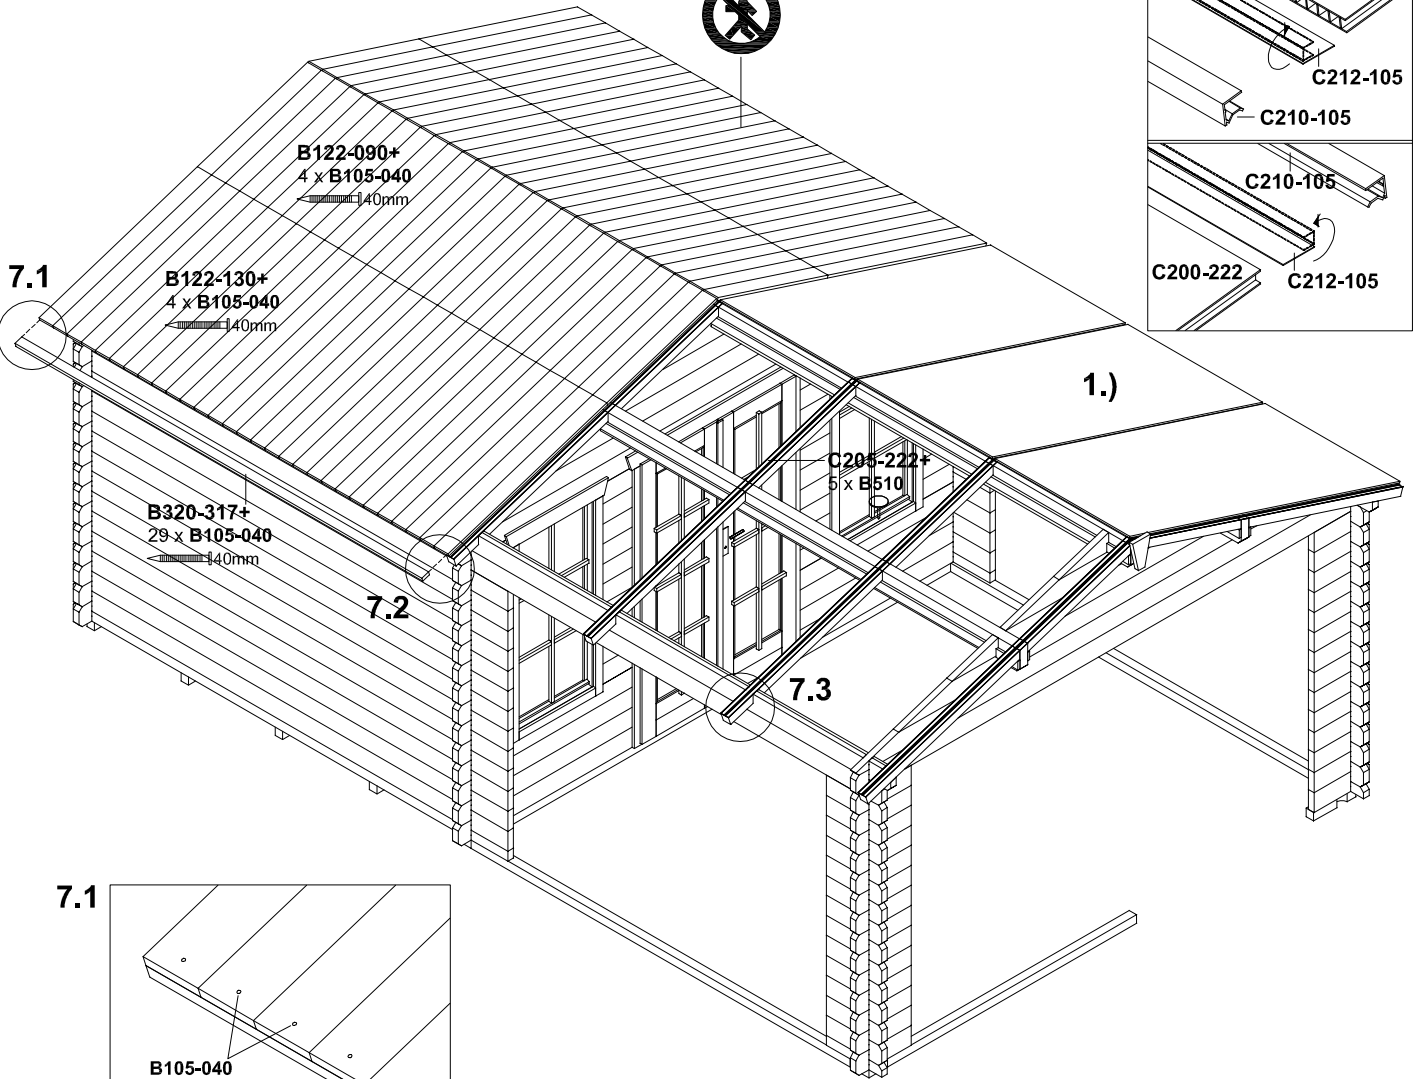 C212-105
C210-105
C210-105
C200-222
C212-105
B122-090+
4 x B105-040
40mm
7.1
B122-130+
4 x B105-040
40mm
1.)
C205-222+
5 x B510
B320-317+
29 x B105-040
40mm
7.2
7.3
7.1
B105-040